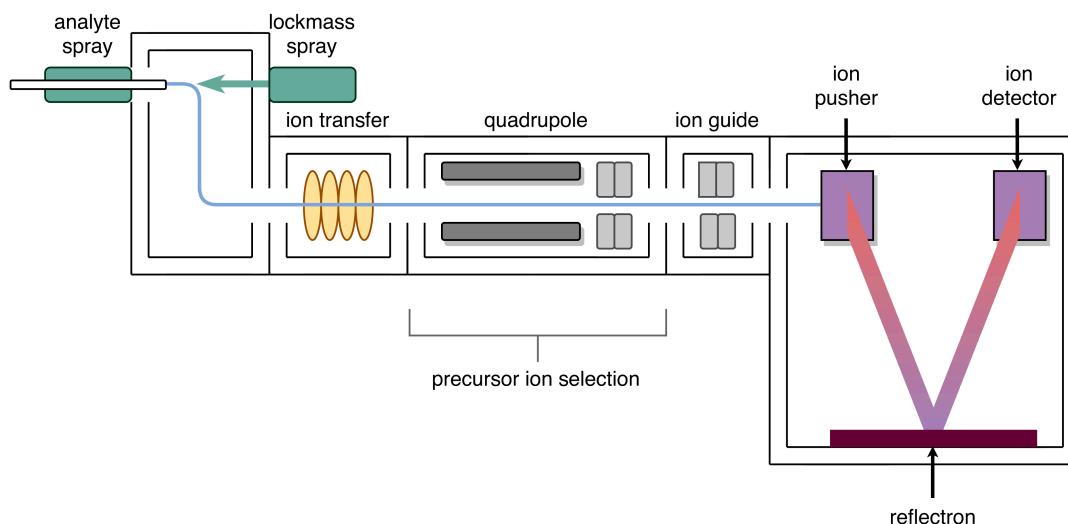 analyte
spray
lockmass
spray
ion transfer
quadrupole
ion guide
ion
pusher
ion
detector
precursor ion selection
reflectron